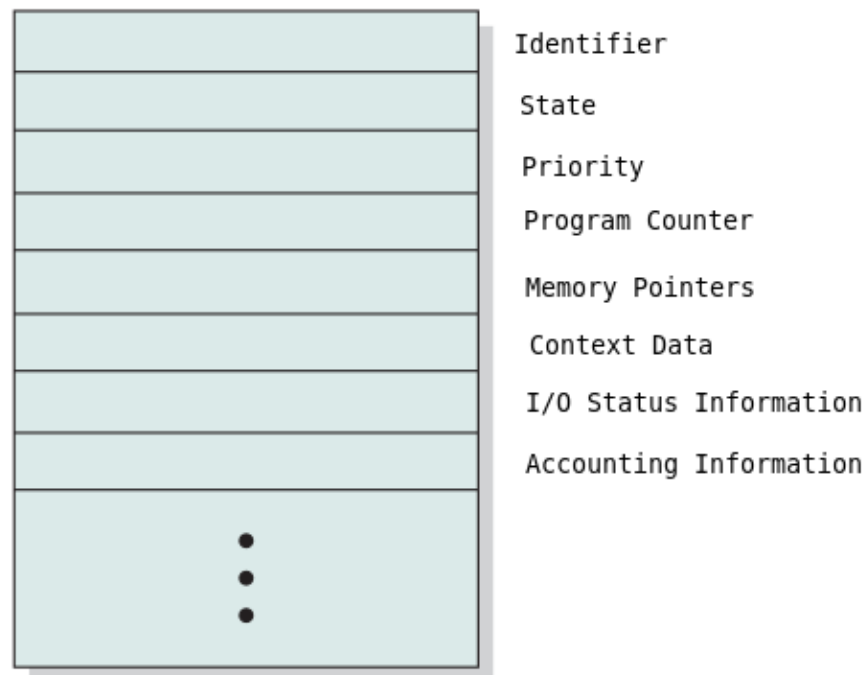 Identifier
State
Priority
Program Counter
Memory Pointers
Context Data
I/O Status Information
Accounting Information